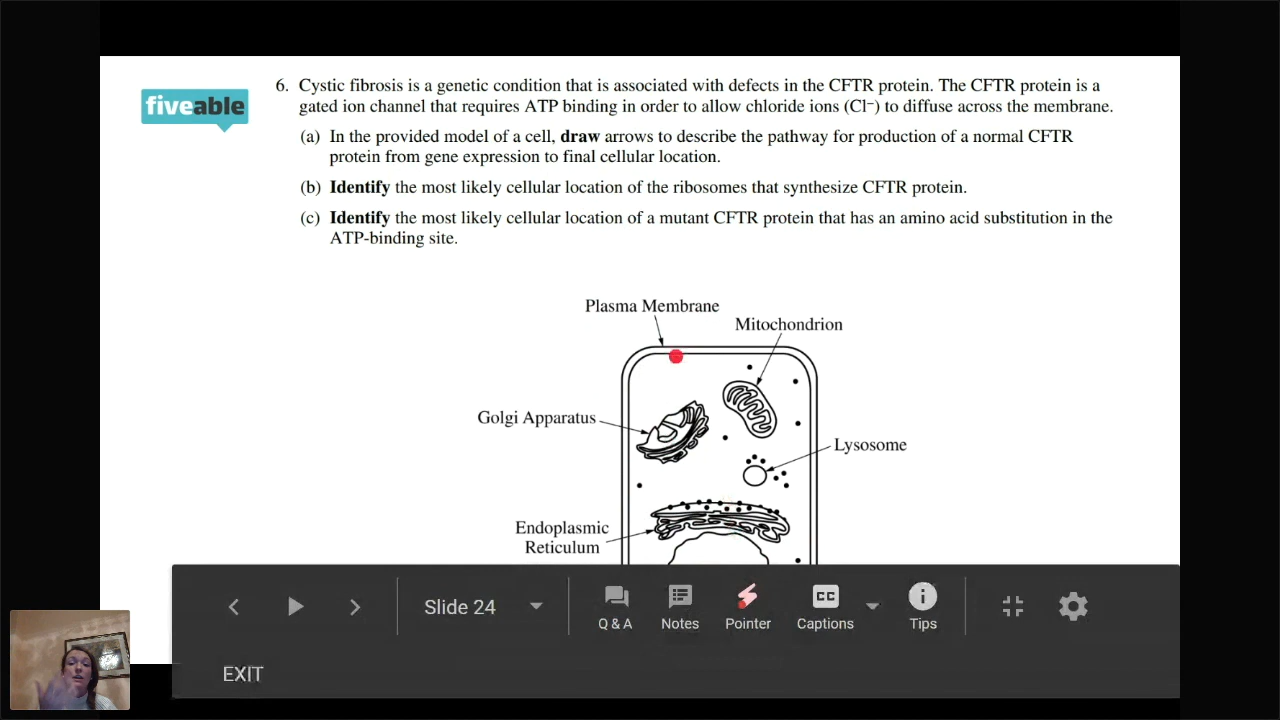 fiveable
6. Cystic fibrosis is a genetic condition that is associated with defects in the CFTR protein. The CFTR protein is a
gated ion channel that requires ATP binding in order to allow chloride ions (Cl⁻) to diffuse across the membrane.
(a) In the provided model of a cell, draw arrows to describe the pathway for production of a normal CFTR
protein from gene expression to final cellular location.
(b) Identify the most likely cellular location of the ribosomes that synthesize CFTR protein.
(c) Identify the most likely cellular location of a mutant CFTR protein that has an amino acid substitution in the
ATP-binding site.
Plasma Membrane
Mitochondrion
Golgi Apparatus
Lysosome
Endoplasmic
Reticulum
Slide 24
Q & A
Notes
Pointer
CC
Captions
Tips
EXIT